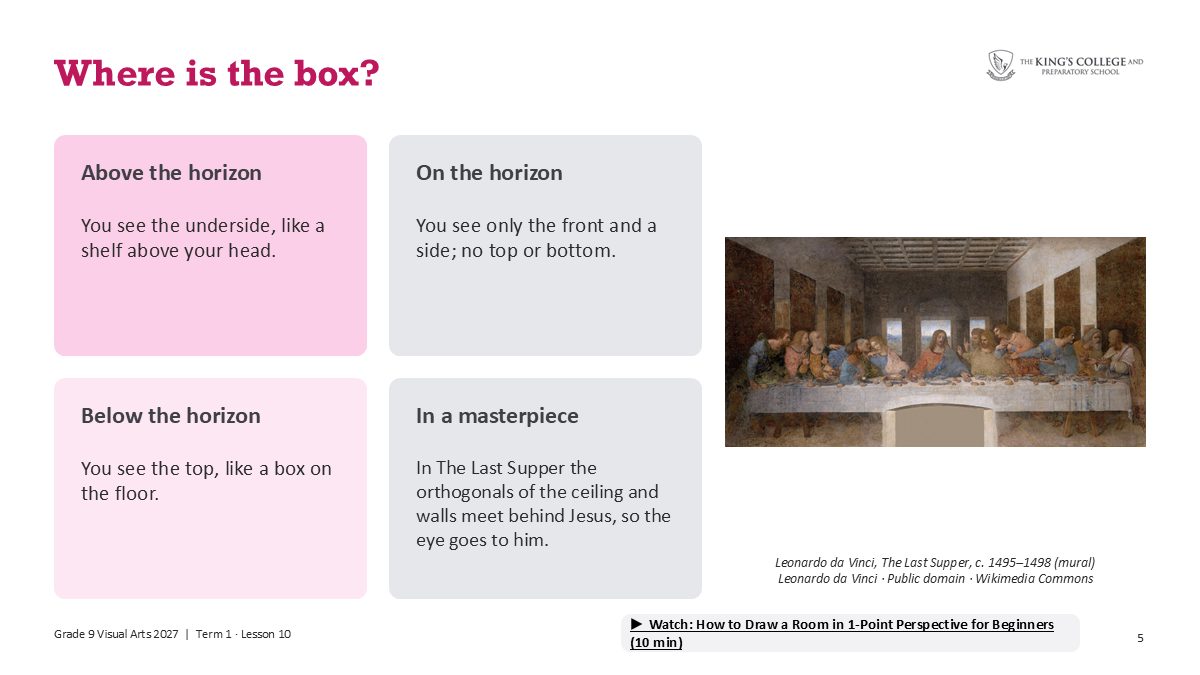 Where is the box?
THE KING'S COLLEGE AND
PREPARATORY SCHOOL
Above the horizon
You see the underside, like a
shelf above your head.
On the horizon
You see only the front and a
side; no top or bottom.
Below the horizon
You see the top, like a box on
the floor.
In a masterpiece
In The Last Supper the
orthogonals of the ceiling and
walls meet behind Jesus, so the
eye goes to him.
Leonardo da Vinci, The Last Supper, c. 1495–1498 (mural)
Leonardo da Vinci · Public domain · Wikimedia Commons
Grade 9 Visual Arts 2027 | Term 1 · Lesson 10
▶ Watch: How to Draw a Room in 1-Point Perspective for Beginners
(10 min)
5